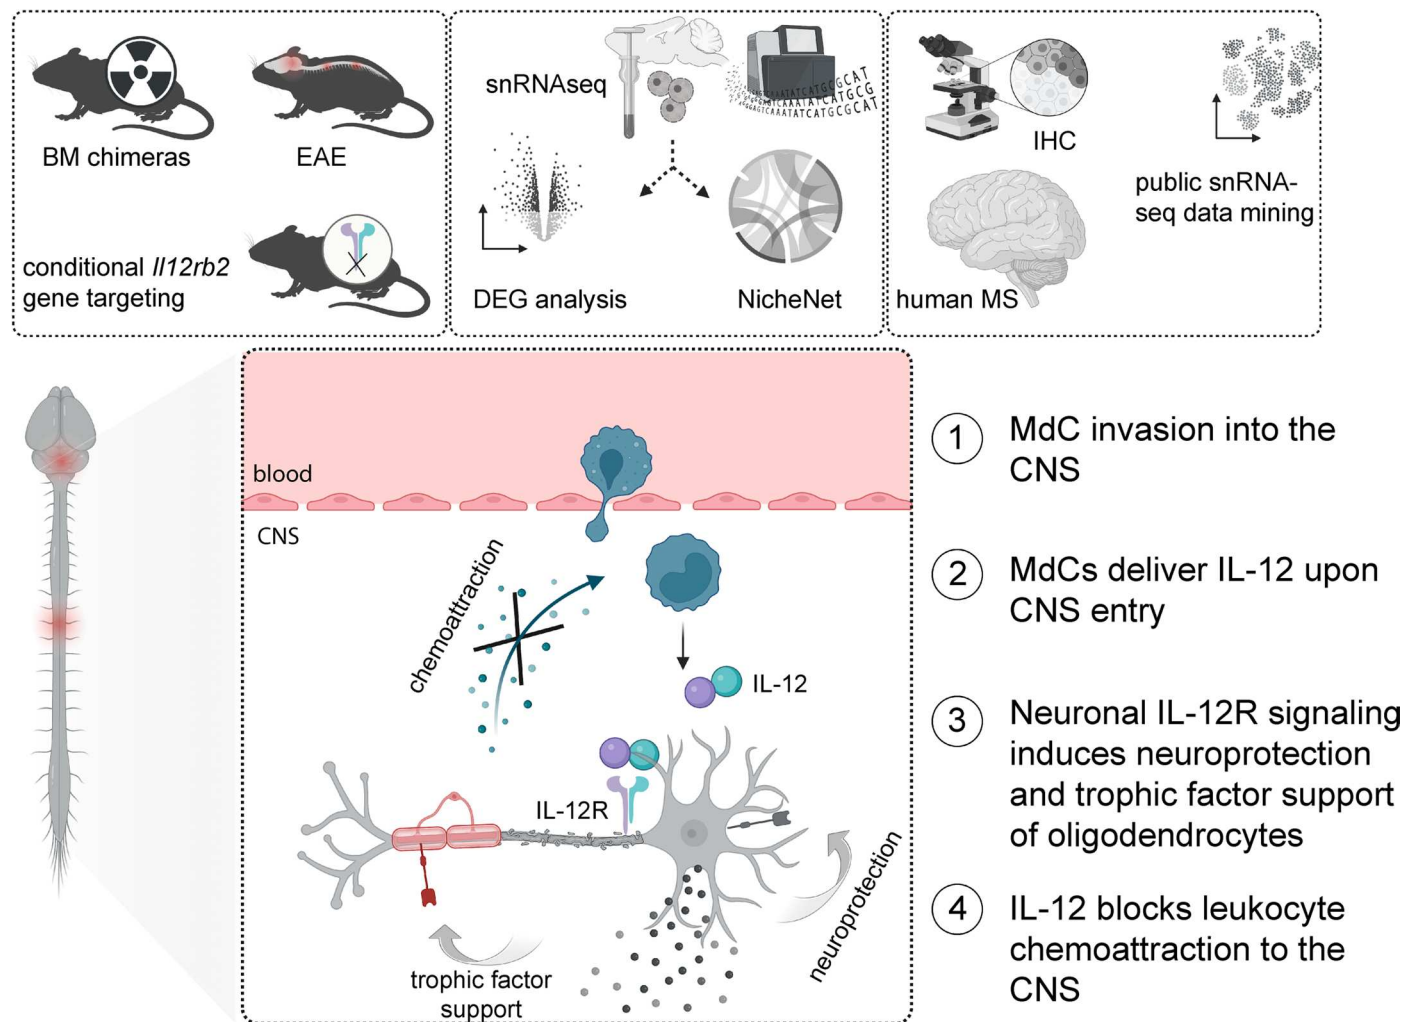 BM chimeras
EAE
conditional Il12rb2
gene targeting
snRNAseq
DEG analysis
NicheNet
IHC
public snRNA-
seq data mining
human MS
blood
CNS
chemoattraction
IL-12
IL-12R
trophic factor
support
neuroprotection
1 MdC invasion into the
CNS
2 MdCs deliver IL-12 upon
CNS entry
3 Neuronal IL-12R signaling
induces neuroprotection
and trophic factor support
of oligodendrocytes
4 IL-12 blocks leukocyte
chemoattraction to the
CNS